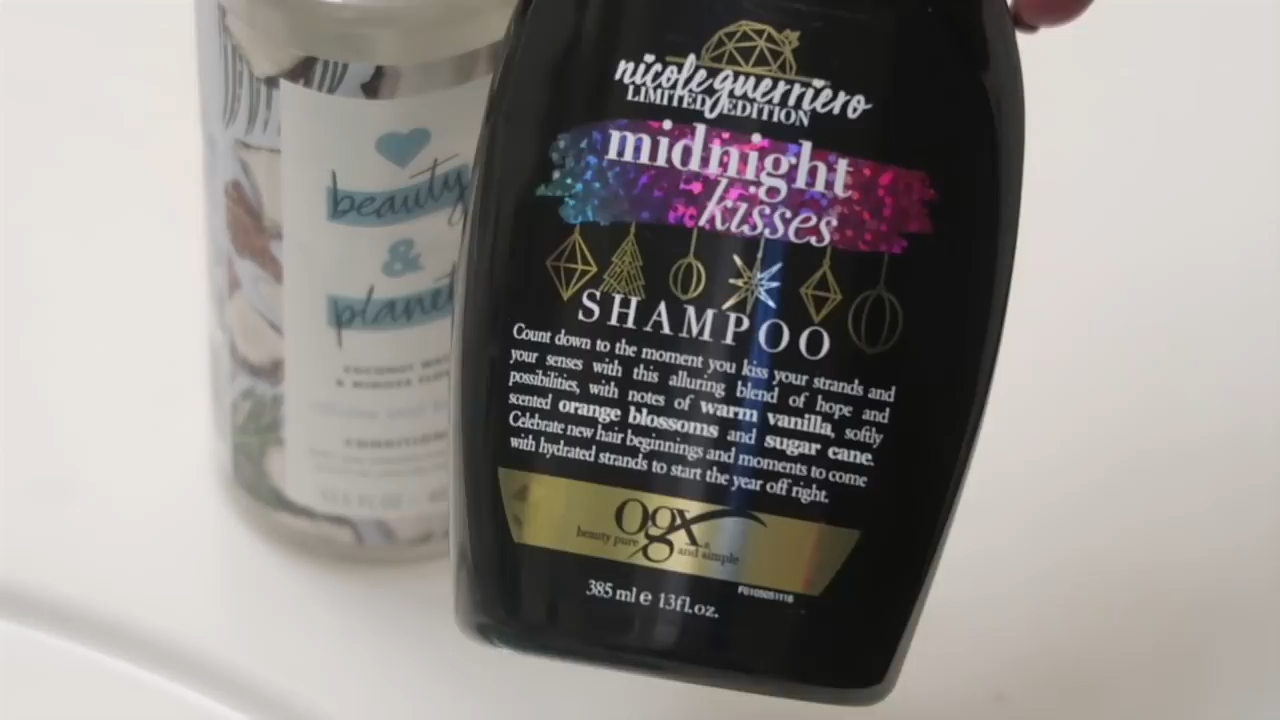 beauty
&
planet
COCONUT
nicole guerriero
LIMITED EDITION
midnight
kisses
SHAMPOO
Count down to the moment you kiss your strands and
your senses with this alluring blend of hope and
possibilities, with notes of warm vanilla, softly
scented orange blossoms and sugar cane.
Celebrate new hair beginnings and moments to come
with hydrated strands to start the year off right.
ogx
beauty pure and simple
385 ml e 13fl.oz.